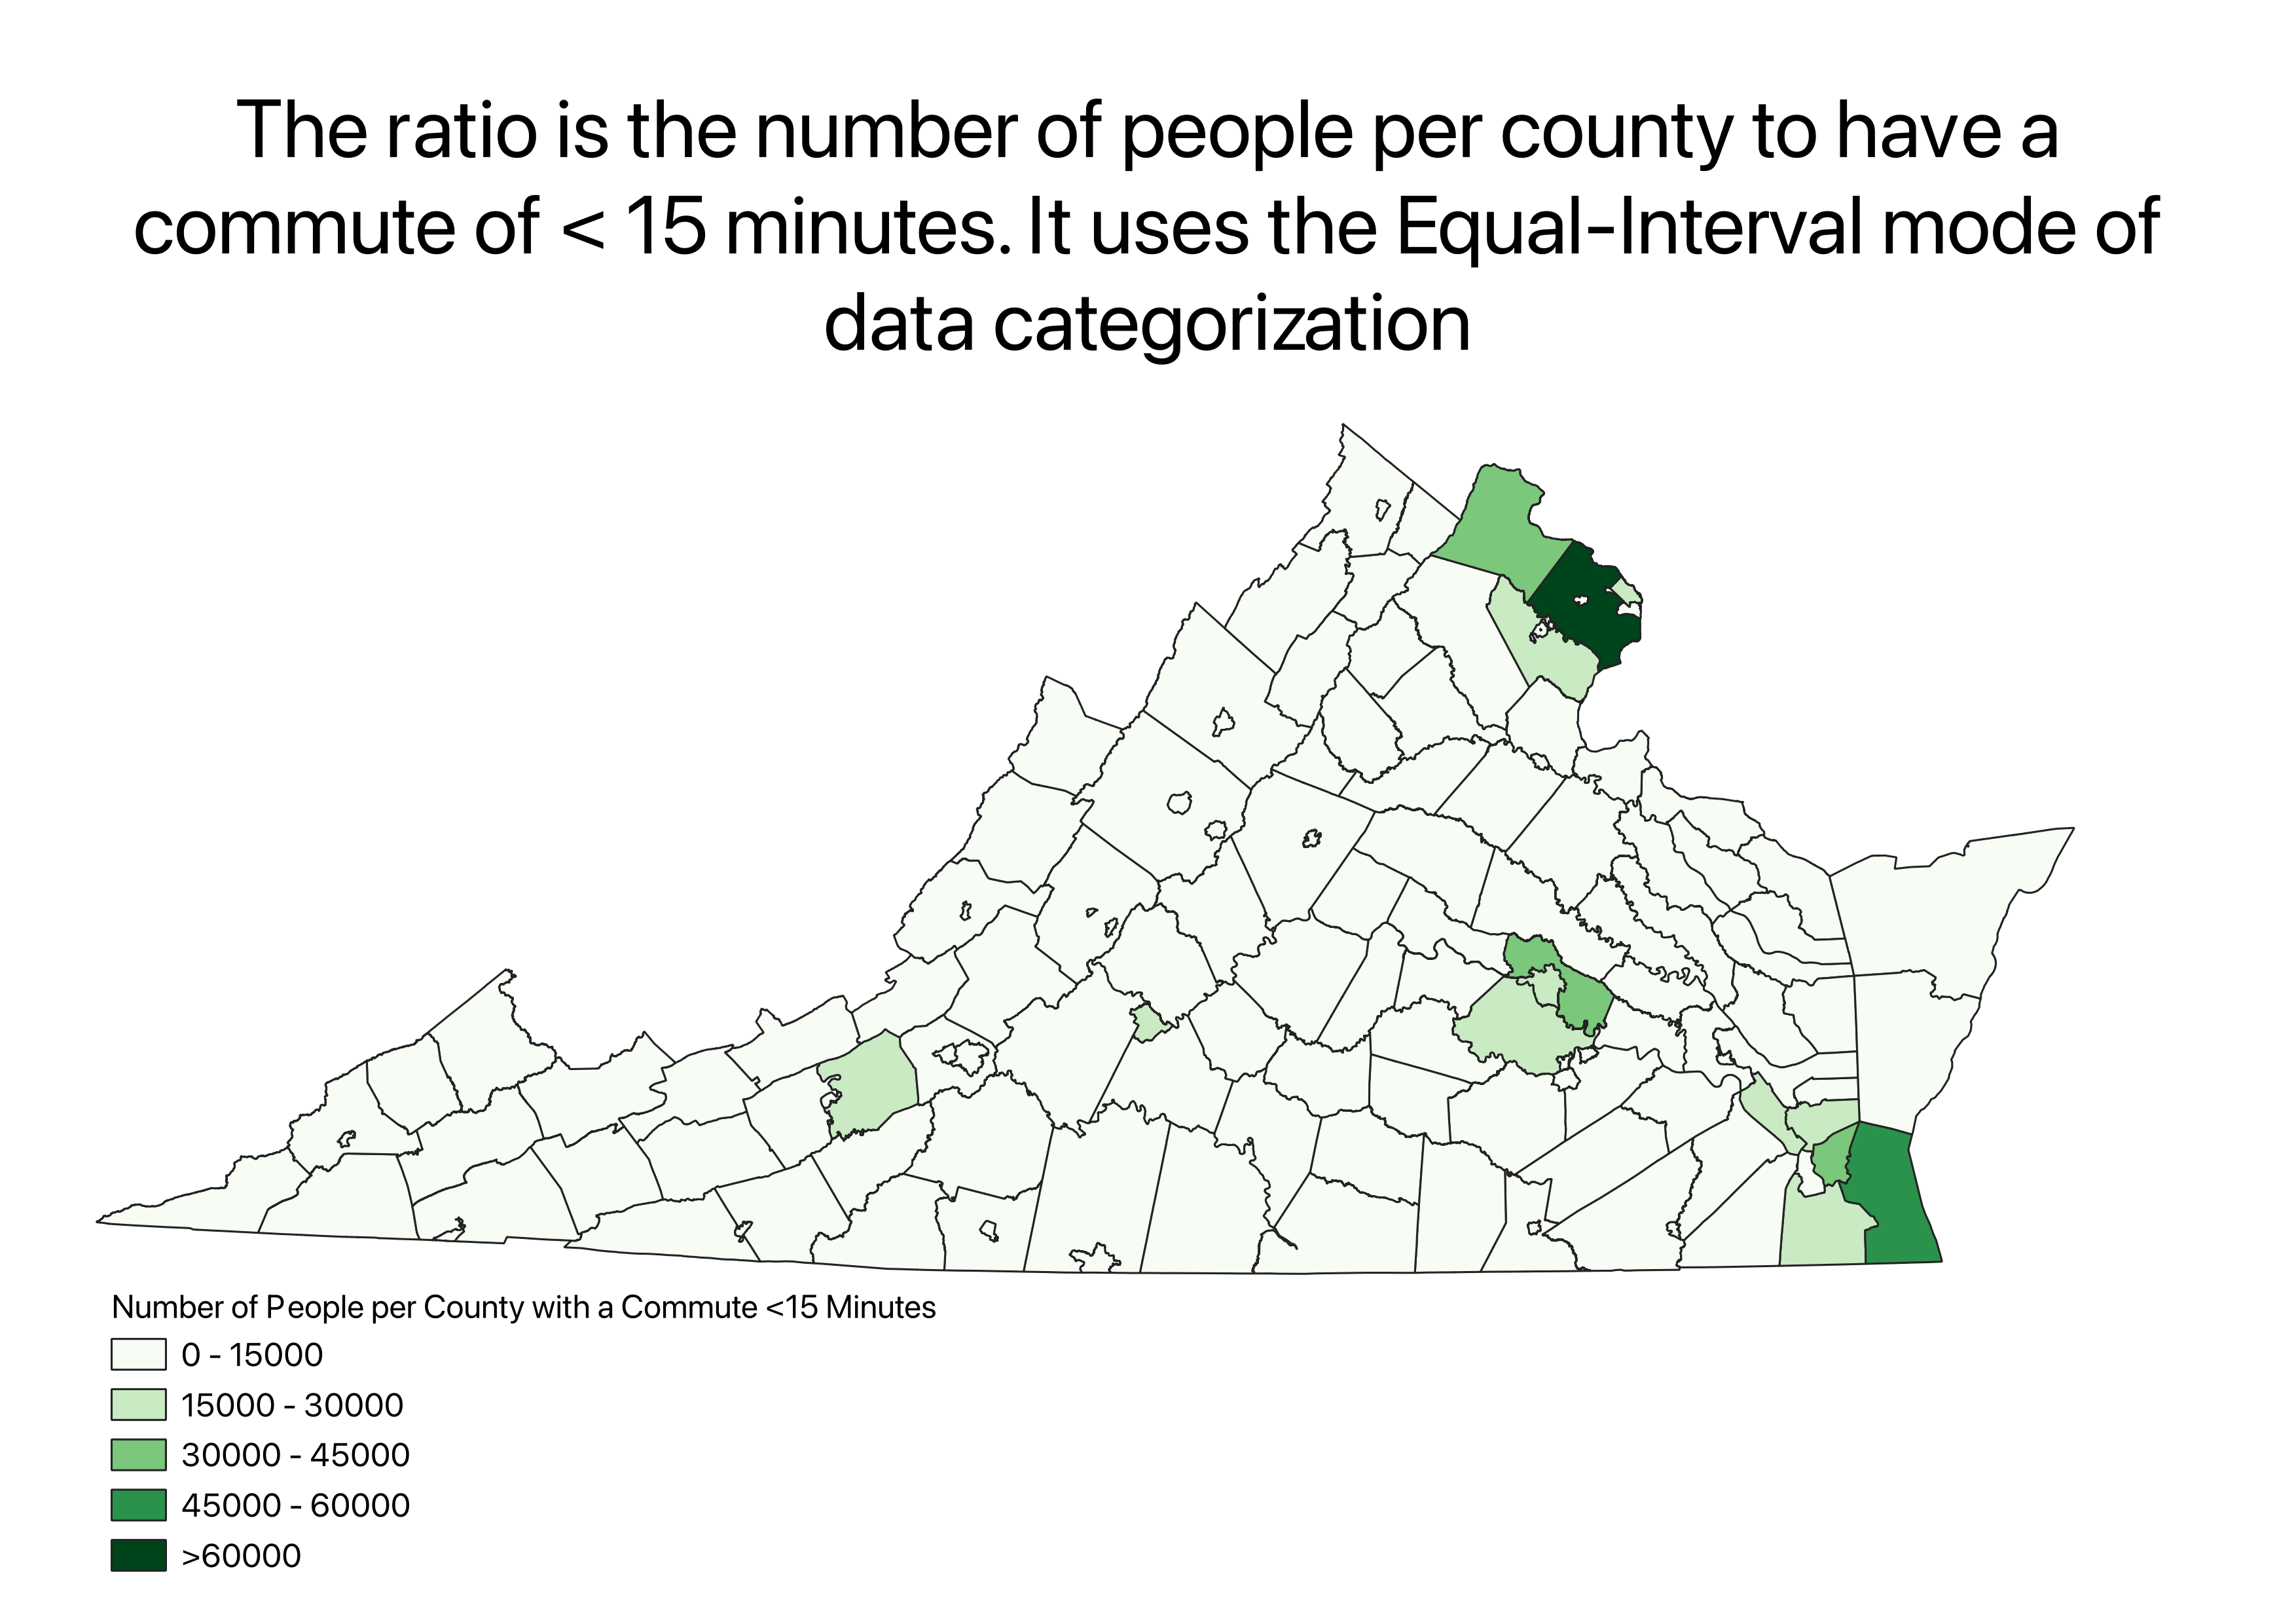 The ratio is the number of people per county to have a
commute of < 15 minutes. It uses the Equal-Interval mode of
data categorization
Number of People per County with a Commute <15 Minutes
0 - 15000
15000 - 30000
30000 - 45000
45000 - 60000
>60000